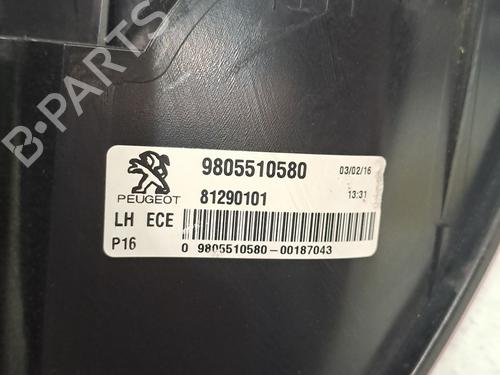 B-PARTS
9805510580
03/02/16
PEUGEOT
81290101
13:31
LH ECE
P16
0 9805510580-00187043